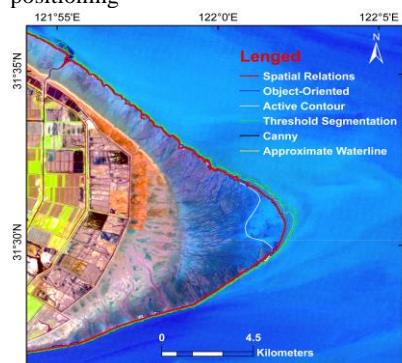 positioning
121°55'E 122°0'E 122°5'E
N
31°35'N
31°30'N
Lenged
Spatial Relations
Object-Oriented
Active Contour
Threshold Segmentation
Canny
Approximate Waterline
0 4.5
Kilometers